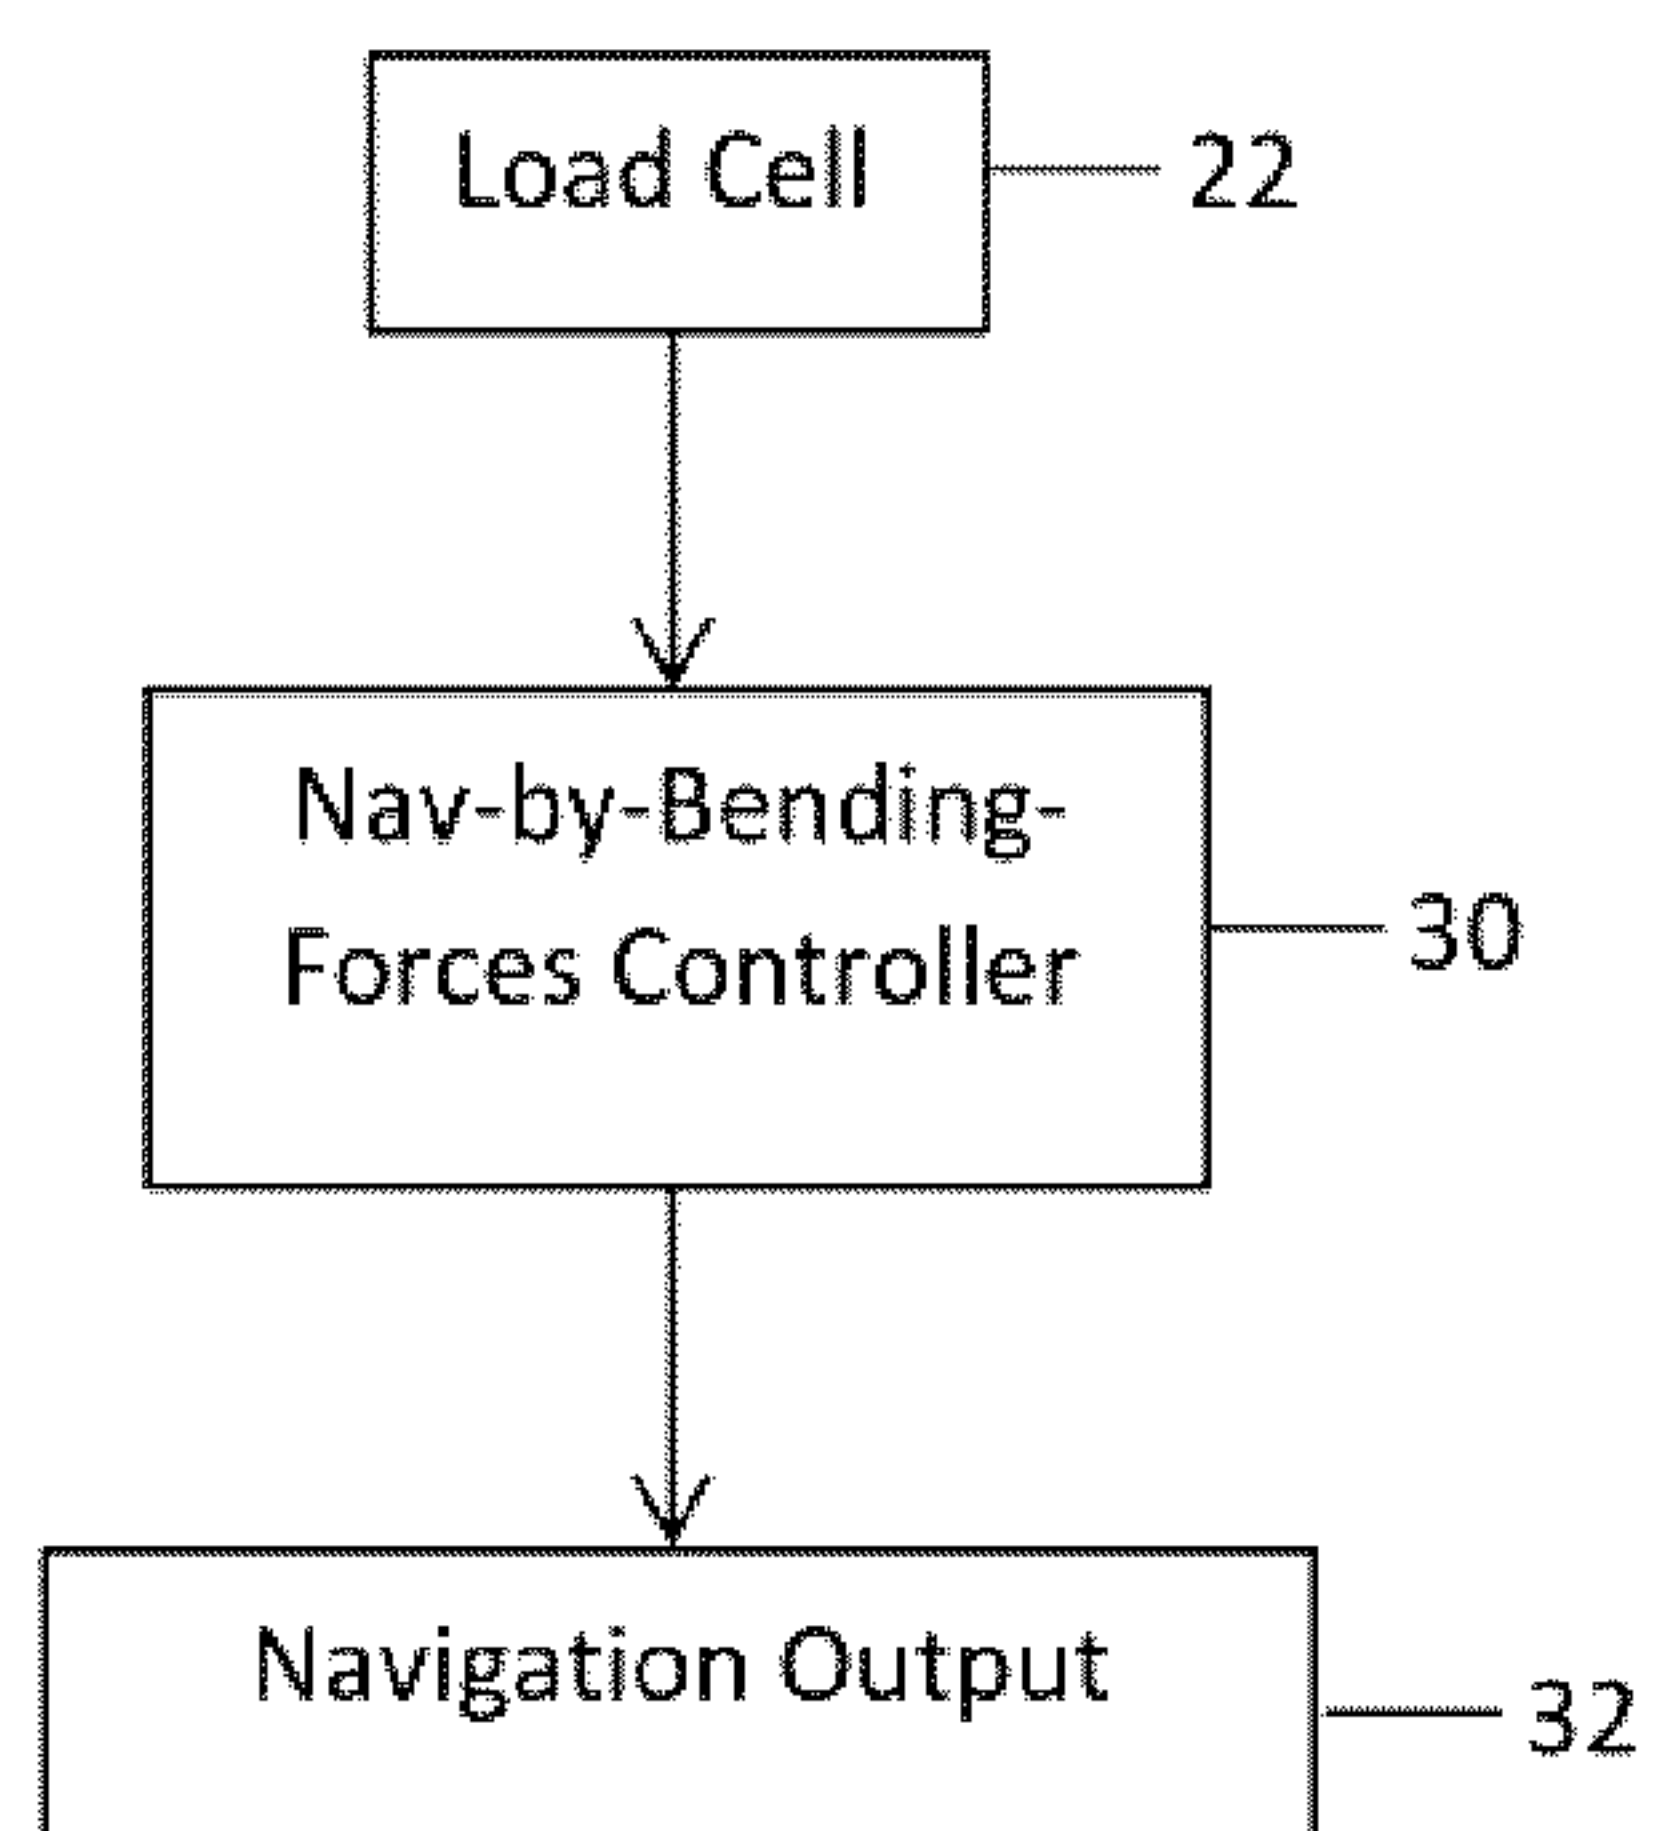 Load Cell
22
Nav-by-Bending-
Forces Controller
30
Navigation Output
32